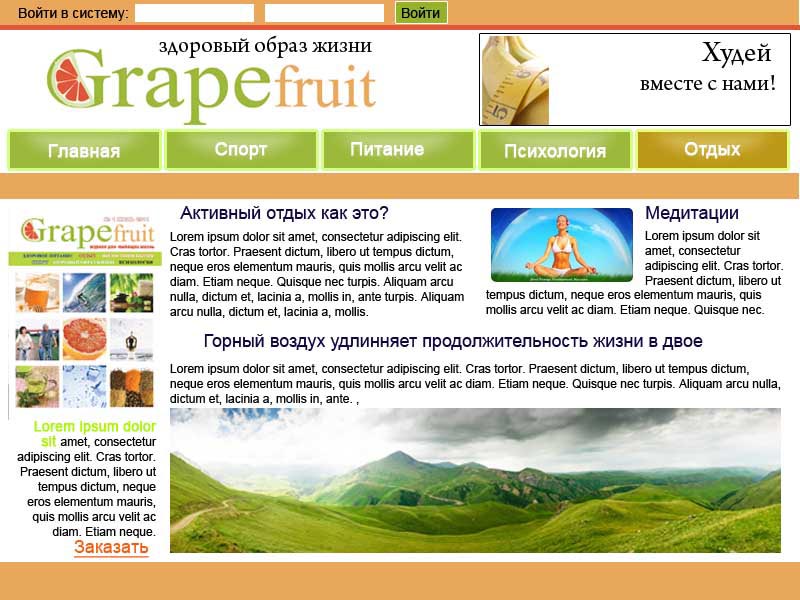 Войти в систему:
Войти
здоровый образ жизни
Grapefruit
Худей
вместе с нами!
Главная
Спорт
Питание
Психология
Отдых
Grapefruit
Активный отдых как это?
Lorem ipsum dolor sit amet, consectetur adipiscing elit.
Cras tortor. Praesent dictum, libero ut tempus dictum,
neque eros elementum mauris, quis mollis arcu velit ac
diam. Etiam neque. Quisque nec turpis. Aliquam arcu
nulla, dictum et, lacinia a, mollis in, ante turpis. Aliquam
arcu nulla, dictum et, lacinia a, mollis.
Медитации
Lorem ipsum dolor sit
amet, consectetur
adipiscing elit. Cras tortor.
Praesent dictum, libero ut
tempus dictum, neque eros elementum mauris, quis
mollis arcu velit ac diam. Etiam neque. Quisque nec.
Горный воздух удлинняет продолжительность жизни в двое
Lorem ipsum dolor sit amet, consectetur adipiscing elit. Cras tortor. Praesent dictum, libero ut tempus dictum,
neque eros elementum mauris, quis mollis arcu velit ac diam. Etiam neque. Quisque nec turpis. Aliquam arcu nulla,
dictum et, lacinia a, mollis in, ante. ,
Lorem ipsum dolor
sit amet, consectetur
adipiscing elit. Cras tortor.
Praesent dictum, libero ut
tempus dictum, neque
eros elementum mauris,
quis mollis arcu velit ac
diam. Etiam neque.
Заказать